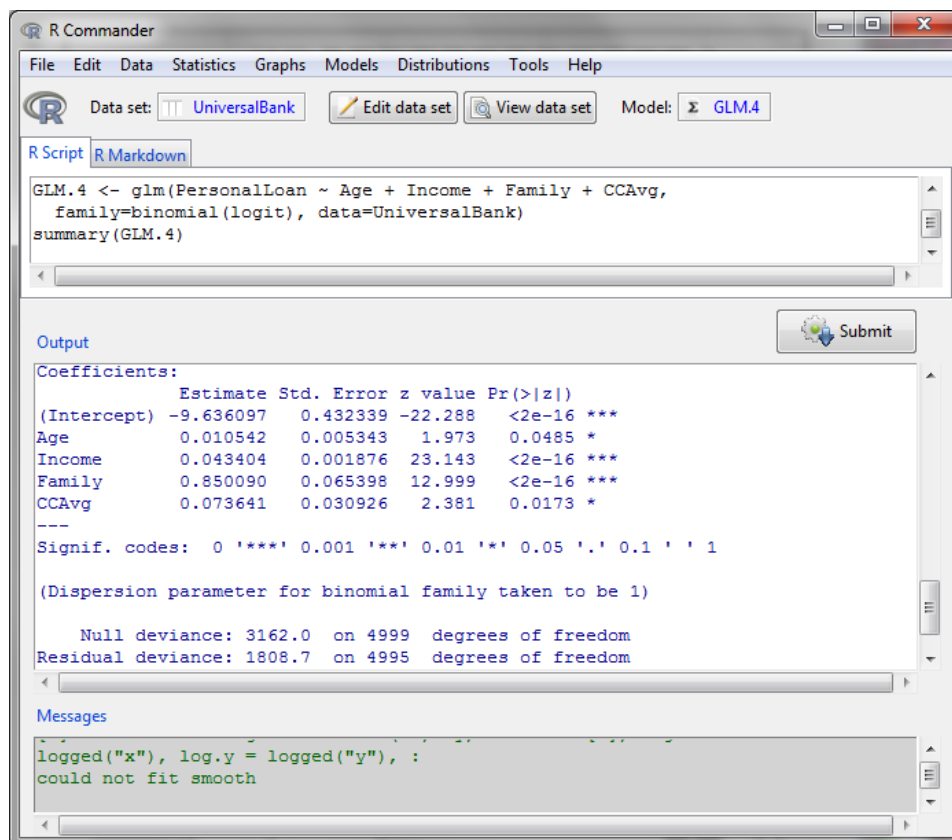 R Commander
File Edit Data Statistics Graphs Models Distributions Tools Help
R Data set: UniversalBank Edit data set View data set Model: Σ GLM.4
R Script R Markdown
GLM.4 <- glm(PersonalLoan ~ Age + Income + Family + CCAvg,
  family=binomial(logit), data=UniversalBank)
summary(GLM.4)
Submit
Output
Coefficients:
             Estimate Std. Error z value Pr(>|z|)
(Intercept) -9.636097   0.432339 -22.288   <2e-16 ***
Age          0.010542   0.005343   1.973   0.0485 *
Income       0.043404   0.001876  23.143   <2e-16 ***
Family       0.850090   0.065398  12.999   <2e-16 ***
CCAvg        0.073641   0.030926   2.381   0.0173 *
---
Signif. codes:  0 '***' 0.001 '**' 0.01 '*' 0.05 '.' 0.1 ' ' 1
(Dispersion parameter for binomial family taken to be 1)
    Null deviance: 3162.0  on 4999  degrees of freedom
Residual deviance: 1808.7  on 4995  degrees of freedom
Messages
logged("x"), log.y = logged("y"), :
could not fit smooth